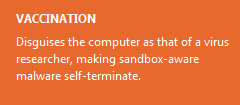 VACCINATION
Disguises the computer as that of a virus
researcher, making sandbox-aware
malware self-terminate.